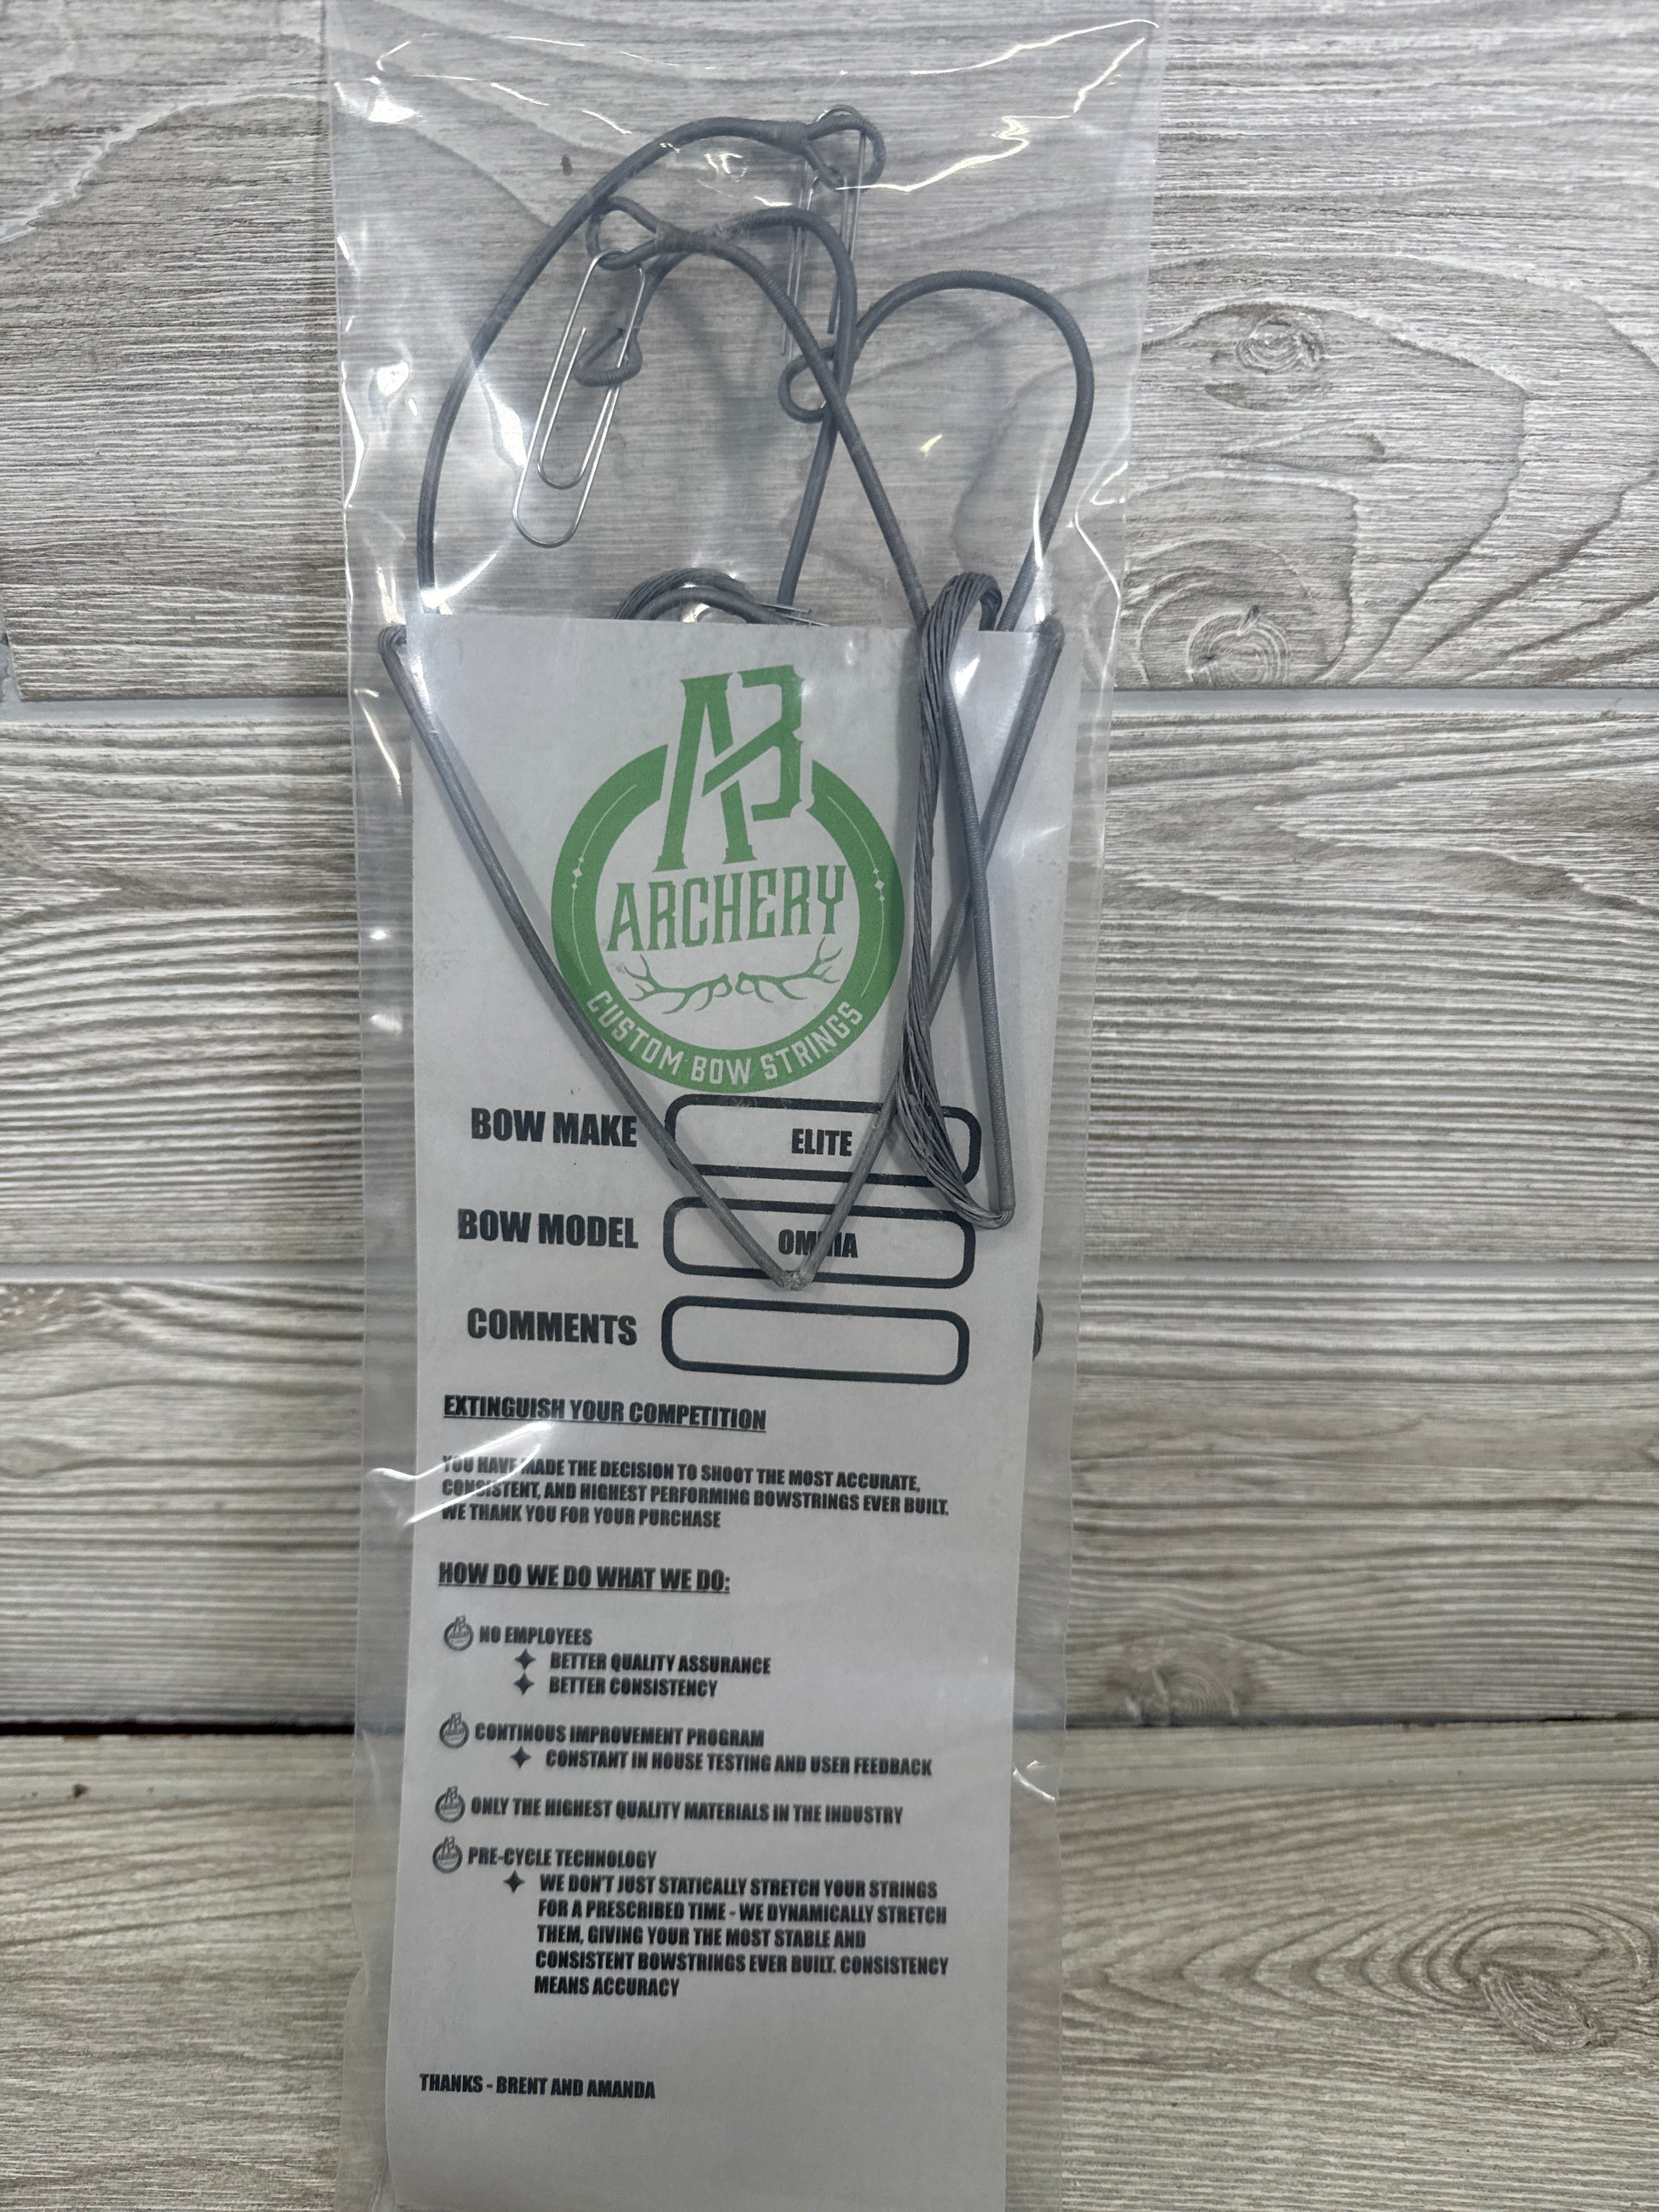 AB
ARCHERY
CUSTOM BOW STRINGS
BOW MAKE ELITE
BOW MODEL
COMMENTS
EXTINGUISH YOUR COMPETITION
YOU HAVE MADE THE DECISION TO SHOOT THE MOST ACCURATE,
CONSISTENT, AND HIGHEST PERFORMING BOWSTRINGS EVER BUILT.
WE THANK YOU FOR YOUR PURCHASE
HOW DO WE DO WHAT WE DO:
NO EMPLOYEES
BETTER QUALITY ASSURANCE
BETTER CONSISTENCY
CONTINOUS IMPROVEMENT PROGRAM
CONSTANT IN HOUSE TESTING AND USER FEEDBACK
ONLY THE HIGHEST QUALITY MATERIALS IN THE INDUSTRY
PRE-CYCLE TECHNOLOGY
WE DON'T JUST STATICALLY STRETCH YOUR STRINGS
FOR A PRESCRIBED TIME - WE DYNAMICALLY STRETCH
THEM, GIVING YOUR THE MOST STABLE AND
CONSISTENT BOWSTRINGS EVER BUILT. CONSISTENCY
MEANS ACCURACY
THANKS - BRENT AND AMANDA